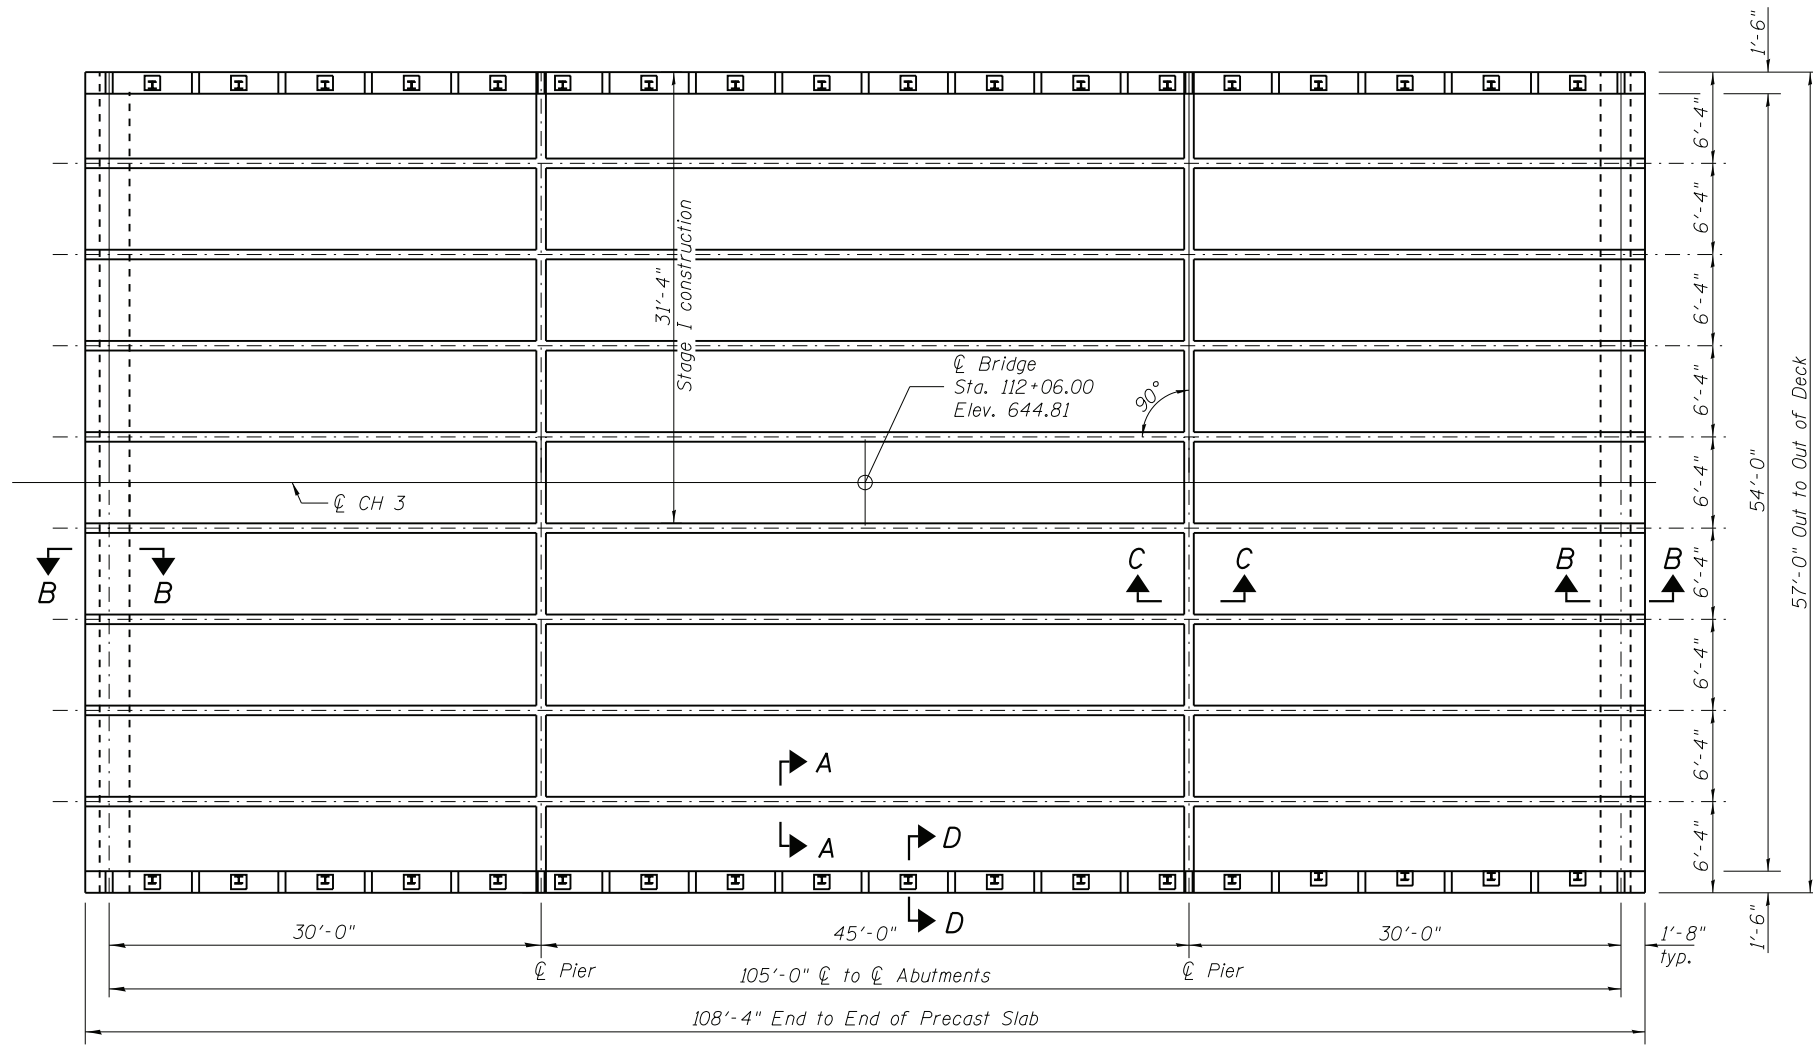 1'-6"
6'-4"
6'-4"
6'-4"
6'-4"
6'-4"
6'-4"
6'-4"
6'-4"
6'-4"
54'-0"
57'-0" Out to Out of Deck
1'-6"
31'-4"
Stage I construction
℄ Bridge
Sta. 112+06.00
Elev. 644.81
90°
℄ CH 3
B
B
C
C
B
B
A
A
D
D
30'-0"
45'-0"
30'-0"
1'-8"
typ.
℄ Pier
℄ Pier
105'-0" ℄ to ℄ Abutments
108'-4" End to End of Precast Slab